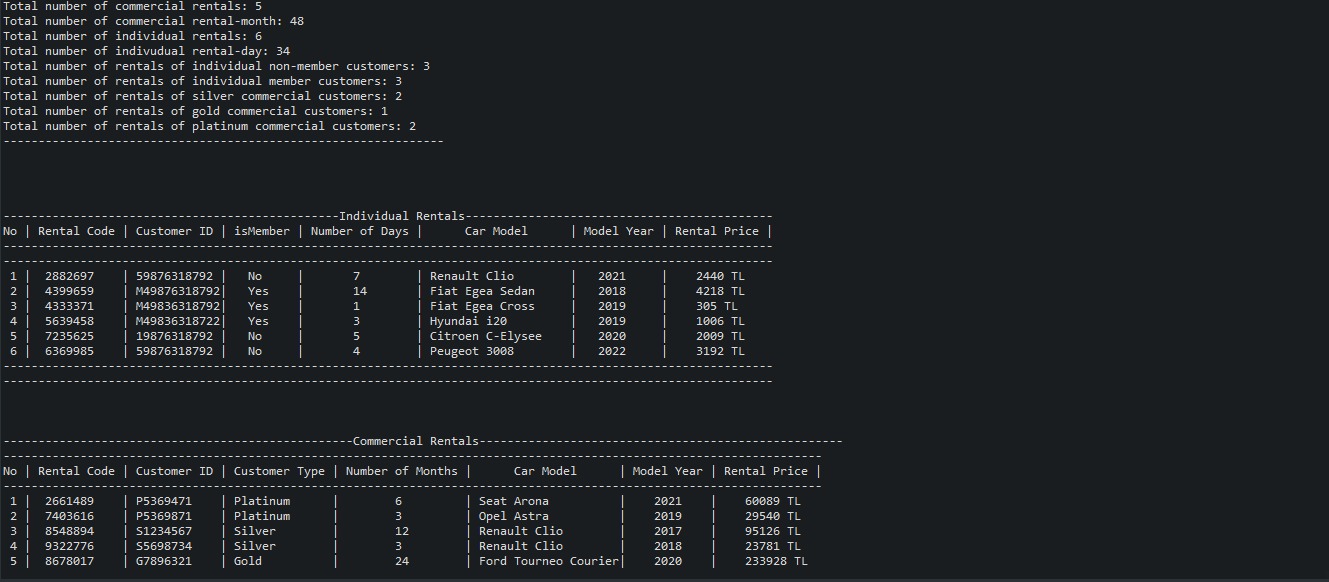 Total number of commercial rentals: 5
Total number of commercial rental-month: 48
Total number of individual rentals: 6
Total number of indivudual rental-day: 34
Total number of rentals of individual non-member customers: 3
Total number of rentals of individual member customers: 3
Total number of rentals of silver commercial customers: 2
Total number of rentals of gold commercial customers: 1
Total number of rentals of platinum commercial customers: 2
---------------------------------------------------------------
------------------------------------------------Individual Rentals--------------------------------------------
No | Rental Code | Customer ID | isMember | Number of Days |      Car Model      | Model Year | Rental Price |
--------------------------------------------------------------------------------------------------------------
--------------------------------------------------------------------------------------------------------------
 1 |  2882697    | 59876318792 |   No     |       7        | Renault Clio        |   2021     |    2440 TL
 2 |  4399659    | M49876318792|   Yes    |       14       | Fiat Egea Sedan     |   2018     |    4218 TL
 3 |  4333371    | M49836318792|   Yes    |       1        | Fiat Egea Cross     |   2019     |    305 TL
 4 |  5639458    | M49836318722|   Yes    |       3        | Hyundai i20         |   2019     |    1006 TL
 5 |  7235625    | 19876318792 |   No     |       5        | Citroen C-Elysee    |   2020     |    2009 TL
 6 |  6369985    | 59876318792 |   No     |       4        | Peugeot 3008        |   2022     |    3192 TL
--------------------------------------------------------------------------------------------------------------
--------------------------------------------------------------------------------------------------------------
--------------------------------------------------Commercial Rentals----------------------------------------------------
---------------------------------------------------------------------------------------------------------------------
No | Rental Code | Customer ID | Customer Type | Number of Months |      Car Model      | Model Year | Rental Price |
---------------------------------------------------------------------------------------------------------------------
 1 |  2661489    | P5369471    | Platinum      |        6         | Seat Arona          |    2021    |    60089 TL
 2 |  7403616    | P5369871    | Platinum      |        3         | Opel Astra          |    2019    |    29540 TL
 3 |  8548894    | S1234567    | Silver        |        12        | Renault Clio        |    2017    |    95126 TL
 4 |  9322776    | S5698734    | Silver        |        3         | Renault Clio        |    2018    |    23781 TL
 5 |  8678017    | G7896321    | Gold          |        24        | Ford Tourneo Courier|    2020    |    233928 TL